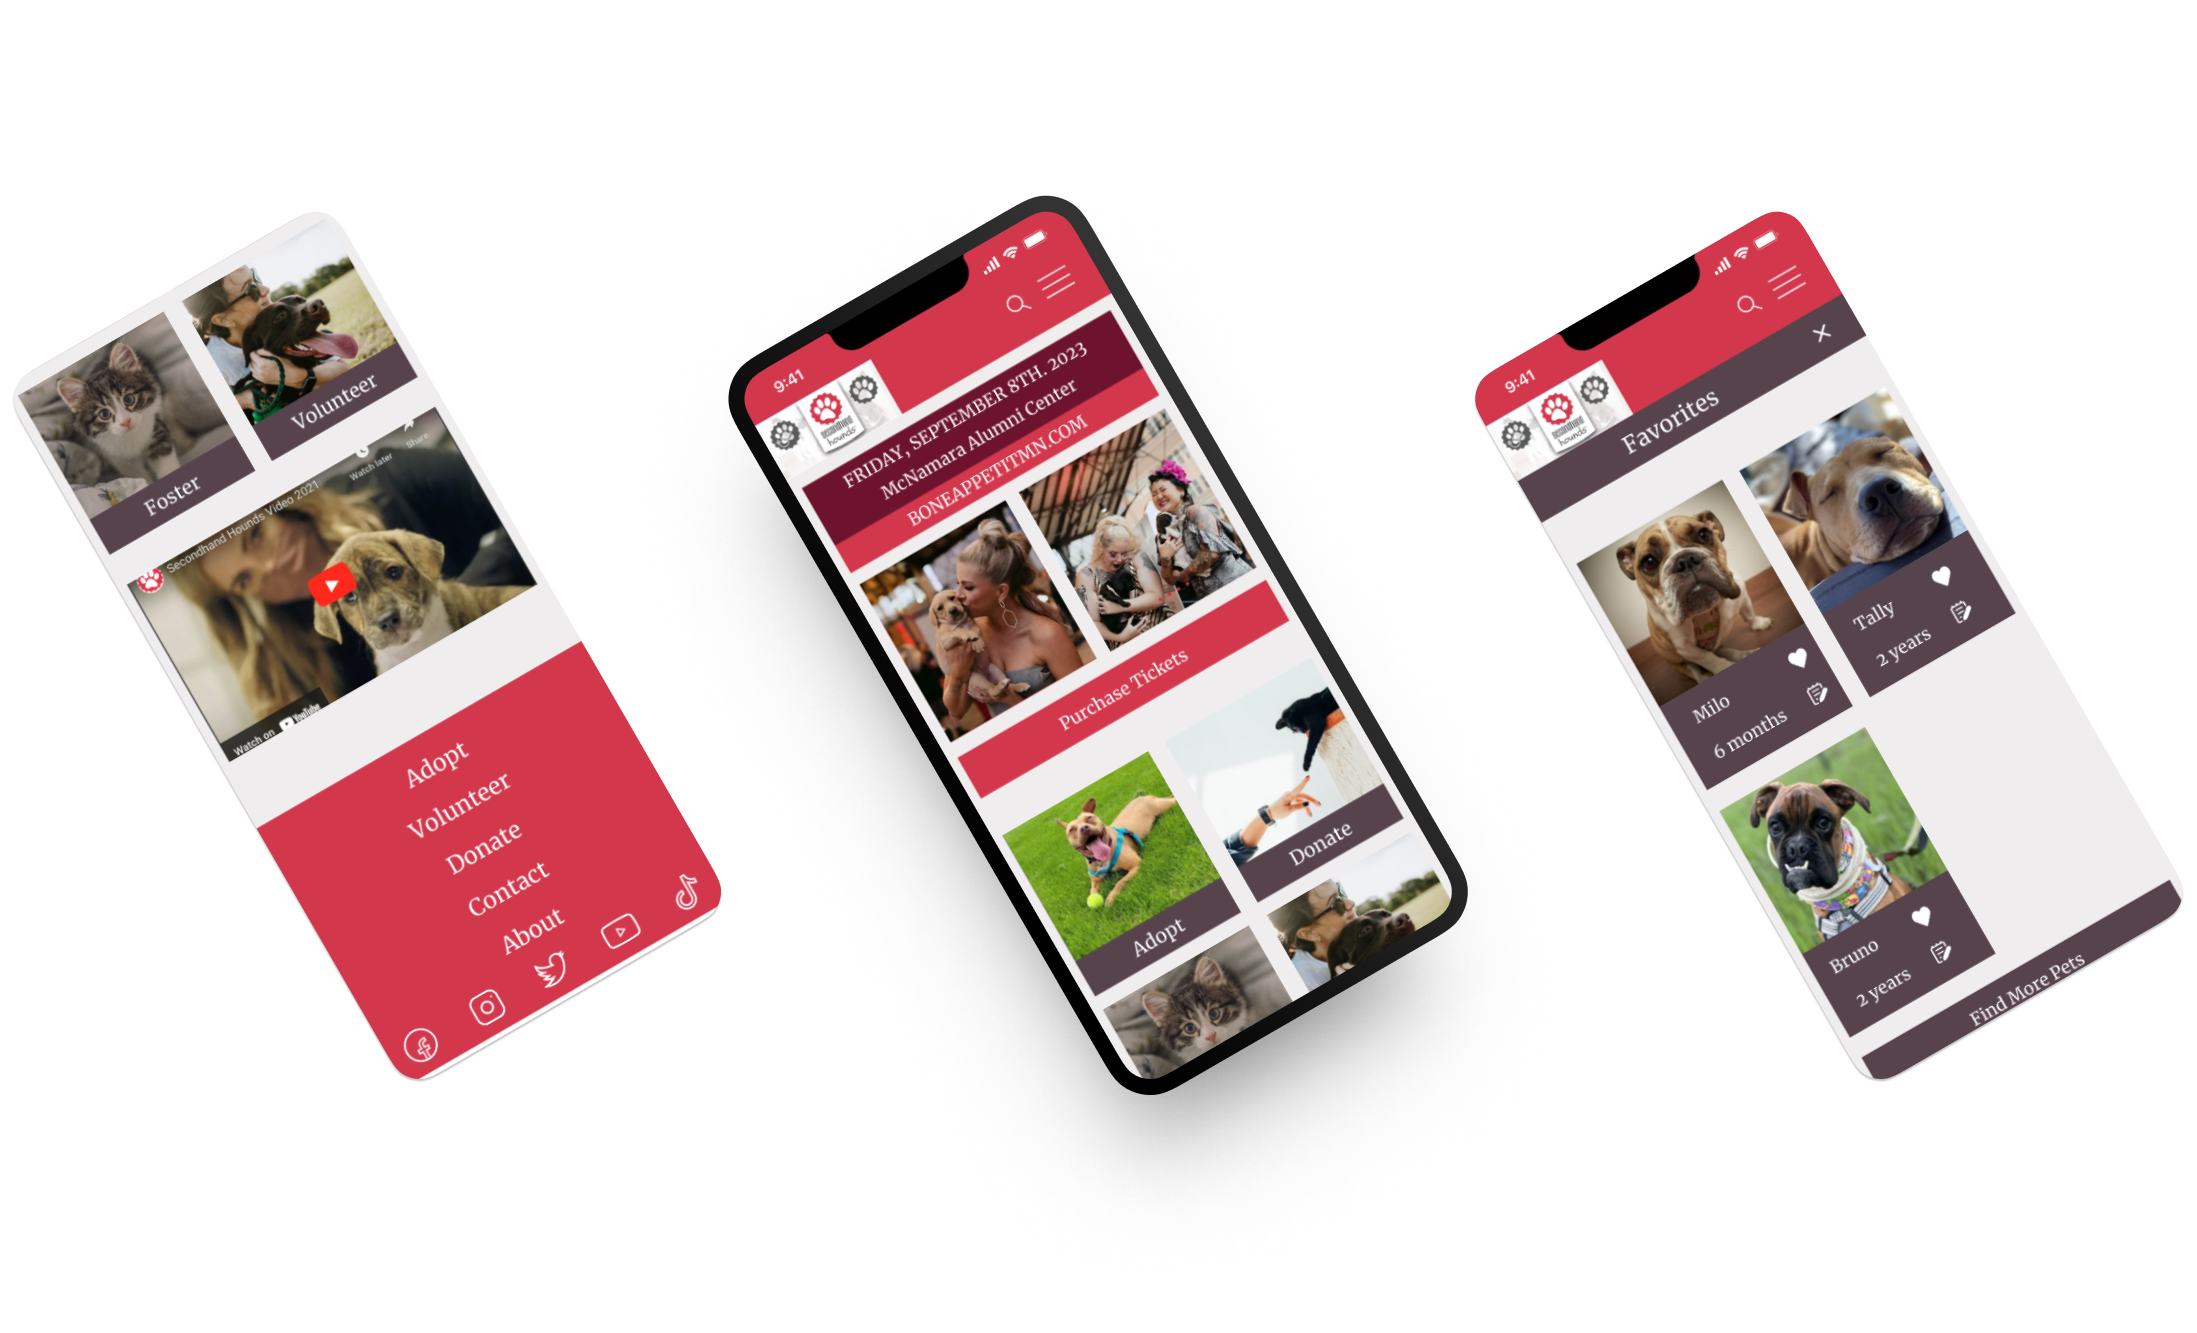 Volunteer
Foster
Secondhand Hounds Video 2021
Watch later
Share
Watch on YouTube
Adopt
Volunteer
Donate
Contact
About
9:41
secondhand
hounds
FRIDAY, SEPTEMBER 8TH. 2023
McNamara Alumni Center
BONEAPPETITMN.COM
Purchase Tickets
Donate
Adopt
9:41
secondhand
hounds
Favorites
Tally
2 years
Milo
6 months
Bruno
2 years
Find More Pets